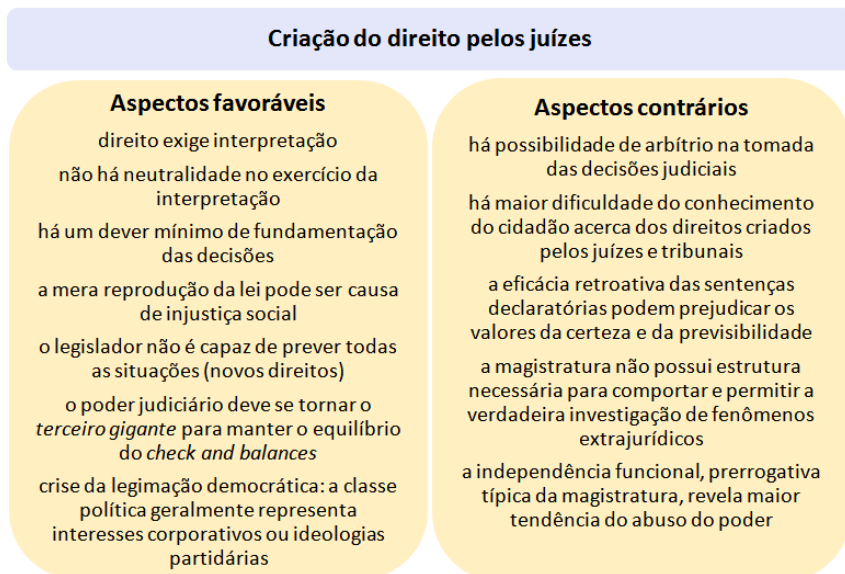 Criação do direito pelos juízes
Aspectos favoráveis
direito exige interpretação
não há neutralidade no exercício da
interpretação
há um dever mínimo de fundamentação
das decisões
a mera reprodução da lei pode ser causa
de injustiça social
o legislador não é capaz de prever todas
as situações (novos direitos)
o poder judiciário deve se tornar o
terceiro gigante para manter o equilíbrio
do check and balances
crise da legimação democrática: a classe
política geralmente representa
interesses corporativos ou ideologias
partidárias
Aspectos contrários
há possibilidade de arbítrio na tomada
das decisões judiciais
há maior dificuldade do conhecimento
do cidadão acerca dos direitos criados
pelos juízes e tribunais
a eficácia retroativa das sentenças
declaratórias podem prejudicar os
valores da certeza e da previsibilidade
a magistratura não possui estrutura
necessária para comportar e permitir a
verdadeira investigação de fenômenos
extrajurídicos
a independência funcional, prerrogativa
típica da magistratura, revela maior
tendência do abuso do poder